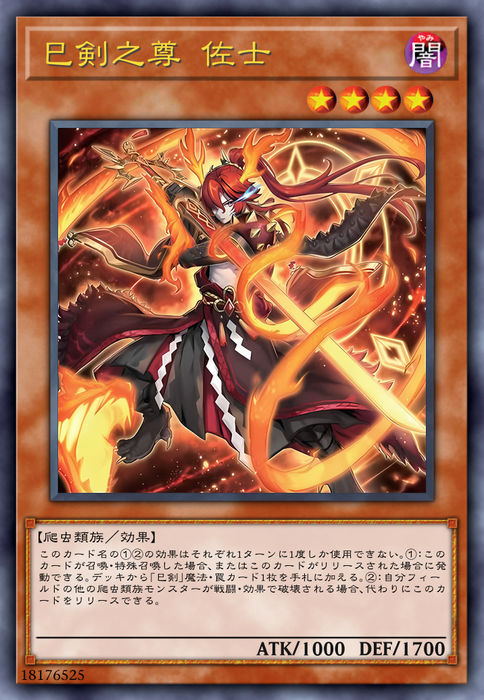 巳剣之尊 佐士
やみ
闇
【爬虫類族／効果】
このカード名の①②の効果はそれぞれ1ターンに1度しか使用できない。①：この
カードが召喚・特殊召喚した場合、またはこのカードがリリースされた場合に発
動できる。デッキから「巳剣」魔法・罠カード1枚を手札に加える。②：自分フィー
ルドの他の爬虫類族モンスターが戦闘・効果で破壊される場合、代わりにこのカ
ードをリリースできる。
ATK/1000 DEF/1700
18176525